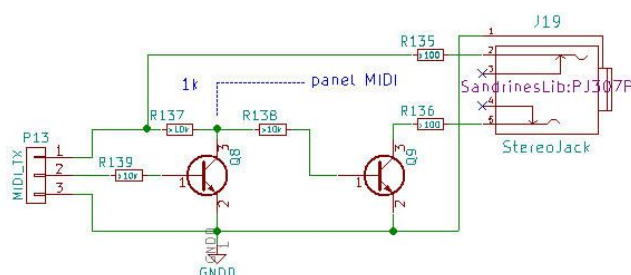 J19
R135
1
2
>100
3
1k
panel MIDI
SandrinesLib:PJ307P
4
R137
R138
R136
5
P13
>10k
>10k
>100
StereoJack
3
3
1
R139
Q8
Q9
MIDI_TX
2
>10k
1
1
3
2
2
GNDD
1
GNDD